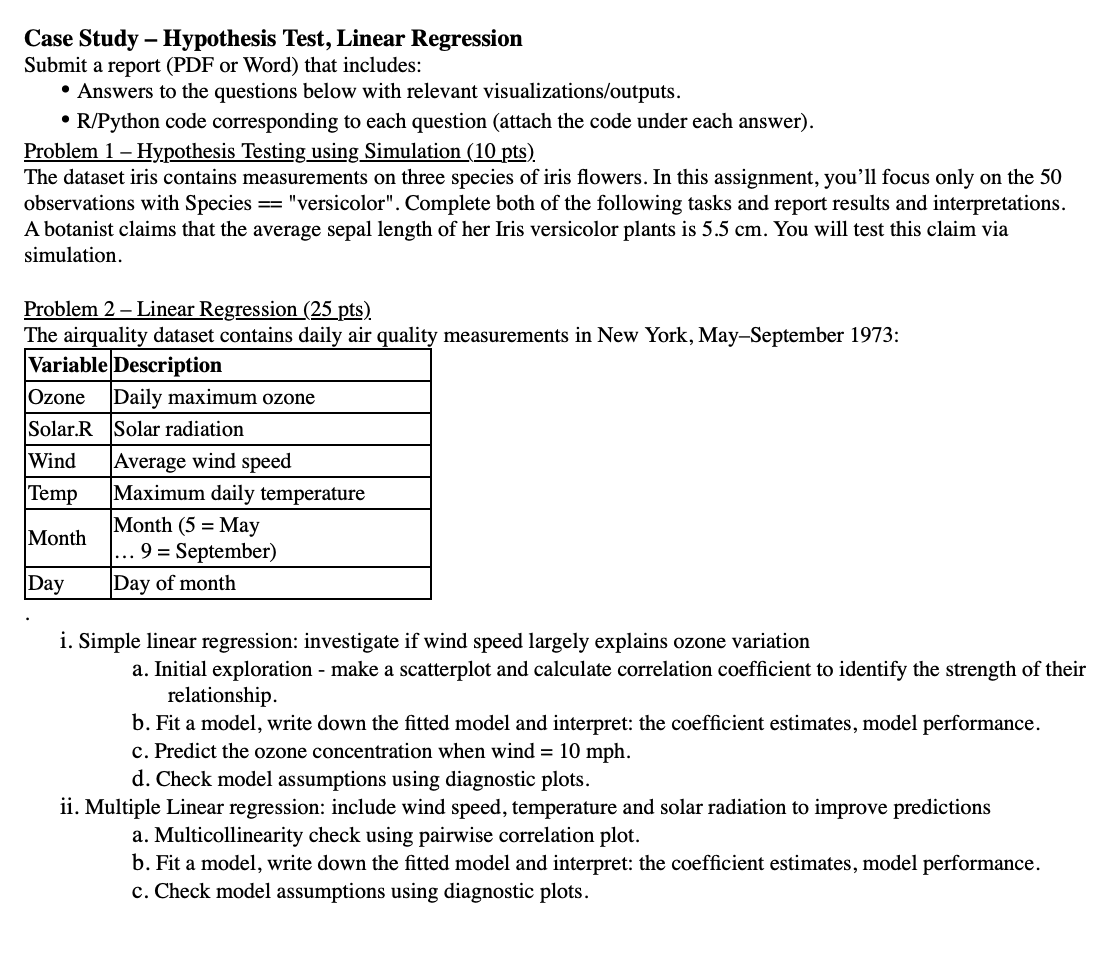 Case Study – Hypothesis Test, Linear Regression
Submit a report (PDF or Word) that includes:
• Answers to the questions below with relevant visualizations/outputs.
• R/Python code corresponding to each question (attach the code under each answer).
Problem 1 – Hypothesis Testing using Simulation (10 pts)
The dataset iris contains measurements on three species of iris flowers. In this assignment, you’ll focus only on the 50
observations with Species == "versicolor". Complete both of the following tasks and report results and interpretations.
A botanist claims that the average sepal length of her Iris versicolor plants is 5.5 cm. You will test this claim via
simulation.
Problem 2 – Linear Regression (25 pts)
The airquality dataset contains daily air quality measurements in New York, May–September 1973:
Variable Description
Ozone Daily maximum ozone
Solar.R Solar radiation
Wind Average wind speed
Temp Maximum daily temperature
Month Month (5 = May
… 9 = September)
Day Day of month
.
i. Simple linear regression: investigate if wind speed largely explains ozone variation
a. Initial exploration - make a scatterplot and calculate correlation coefficient to identify the strength of their
relationship.
b. Fit a model, write down the fitted model and interpret: the coefficient estimates, model performance.
c. Predict the ozone concentration when wind = 10 mph.
d. Check model assumptions using diagnostic plots.
ii. Multiple Linear regression: include wind speed, temperature and solar radiation to improve predictions
a. Multicollinearity check using pairwise correlation plot.
b. Fit a model, write down the fitted model and interpret: the coefficient estimates, model performance.
c. Check model assumptions using diagnostic plots.